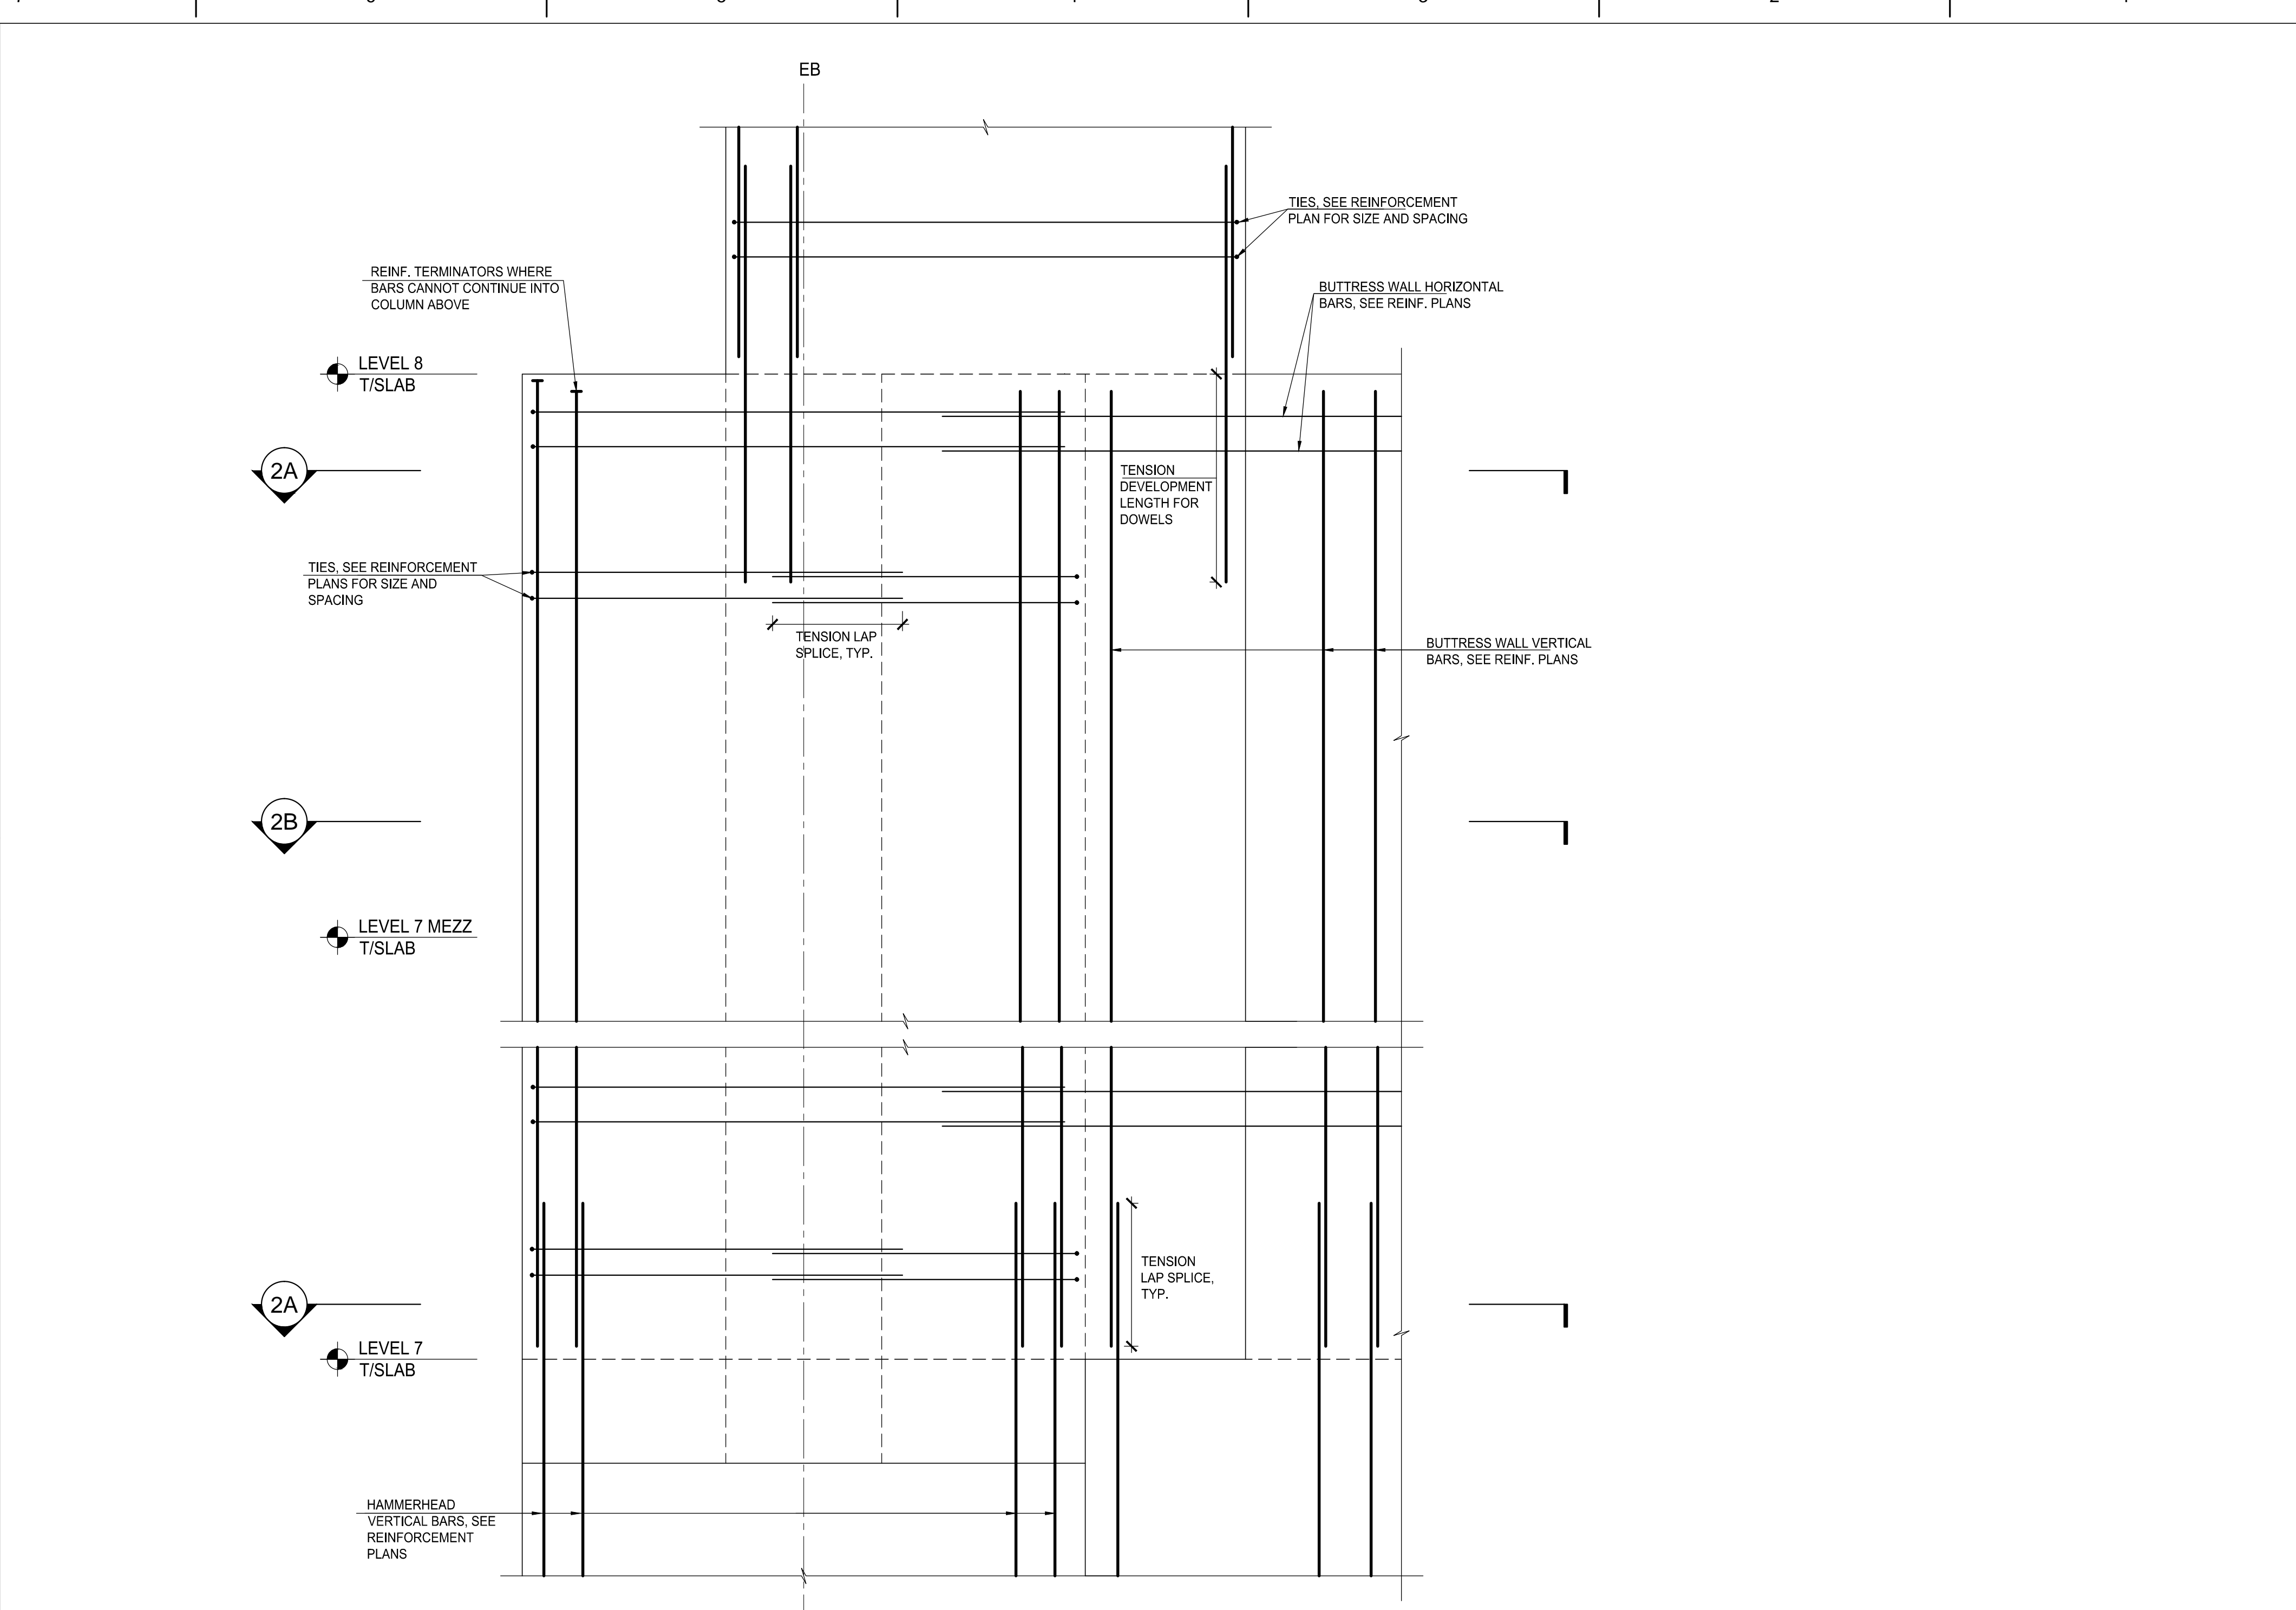 EB
TIES, SEE REINFORCEMENT
PLAN FOR SIZE AND SPACING
REINF. TERMINATORS WHERE
BARS CANNOT CONTINUE INTO
COLUMN ABOVE
BUTTRESS WALL HORIZONTAL
BARS, SEE REINF. PLANS
LEVEL 8
T/SLAB
2A
TENSION
DEVELOPMENT
LENGTH FOR
DOWELS
TIES, SEE REINFORCEMENT
PLANS FOR SIZE AND
SPACING
TENSION LAP
SPLICE, TYP.
BUTTRESS WALL VERTICAL
BARS, SEE REINF. PLANS
2B
LEVEL 7 MEZZ
T/SLAB
TENSION
LAP SPLICE,
TYP.
2A
LEVEL 7
T/SLAB
HAMMERHEAD
VERTICAL BARS, SEE
REINFORCEMENT
PLANS